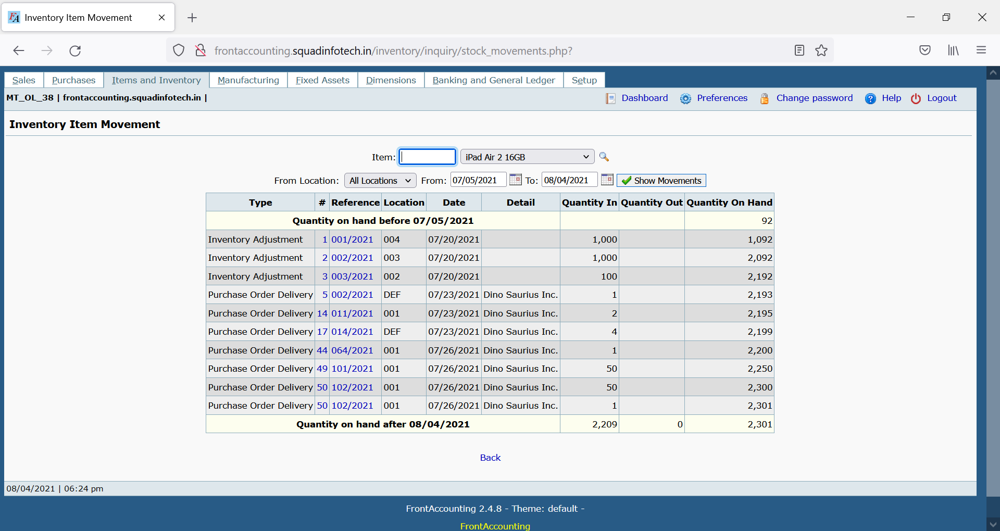 Inventory Item Movement
frontaccounting.squadinfotech.in/inventory/inquiry/stock_movements.php?
Sales Purchases Items and Inventory Manufacturing Fixed Assets Dimensions Banking and General Ledger Setup
MT_OL_38 | frontaccounting.squadinfotech.in | Dashboard Preferences Change password Help Logout
Inventory Item Movement
Item: iPad Air 2 16GB
From Location: All Locations From: 07/05/2021 To: 08/04/2021 Show Movements
Type # Reference Location Date Detail Quantity In Quantity Out Quantity On Hand
Quantity on hand before 07/05/2021 92
Inventory Adjustment 1 001/2021 004 07/20/2021 1,000 1,092
Inventory Adjustment 2 002/2021 003 07/20/2021 1,000 2,092
Inventory Adjustment 3 003/2021 002 07/20/2021 100 2,192
Purchase Order Delivery 5 002/2021 DEF 07/23/2021 Dino Saurius Inc. 1 2,193
Purchase Order Delivery 14 011/2021 001 07/23/2021 Dino Saurius Inc. 2 2,195
Purchase Order Delivery 17 014/2021 DEF 07/23/2021 Dino Saurius Inc. 4 2,199
Purchase Order Delivery 44 064/2021 001 07/26/2021 Dino Saurius Inc. 1 2,200
Purchase Order Delivery 49 101/2021 001 07/26/2021 Dino Saurius Inc. 50 2,250
Purchase Order Delivery 50 102/2021 001 07/26/2021 Dino Saurius Inc. 50 2,300
Purchase Order Delivery 50 102/2021 001 07/26/2021 Dino Saurius Inc. 1 2,301
Quantity on hand after 08/04/2021 2,209 0 2,301
Back
08/04/2021 | 06:24 pm
FrontAccounting 2.4.8 - Theme: default -
FrontAccounting